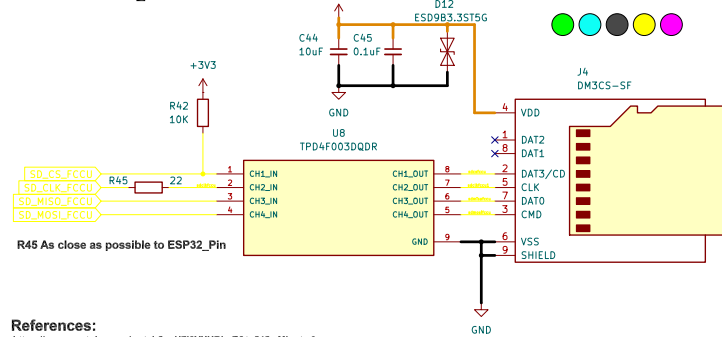 D12
ESD9B3.3ST5G
C44
10uF
C45
0.1uF
GND
J4
DM3CS-SF
+3V3
R42
10K
U8
TPD4F003DQDR
4 VDD
1 DAT2
8 DAT1
SD_CS_FCCU
1 CH1_IN CH1_OUT 8
2 DAT3/CD
SD_CLK_FCCU R45 22
2 CH2_IN CH2_OUT 7
5 CLK
SD_MISO_FCCU
3 CH3_IN CH3_OUT 6
7 DAT0
SD_MOSI_FCCU
4 CH4_IN CH4_OUT 5
3 CMD
GND 9
6 VSS
9 SHIELD
R45 As close as possible to ESP32_Pin
GND
References: